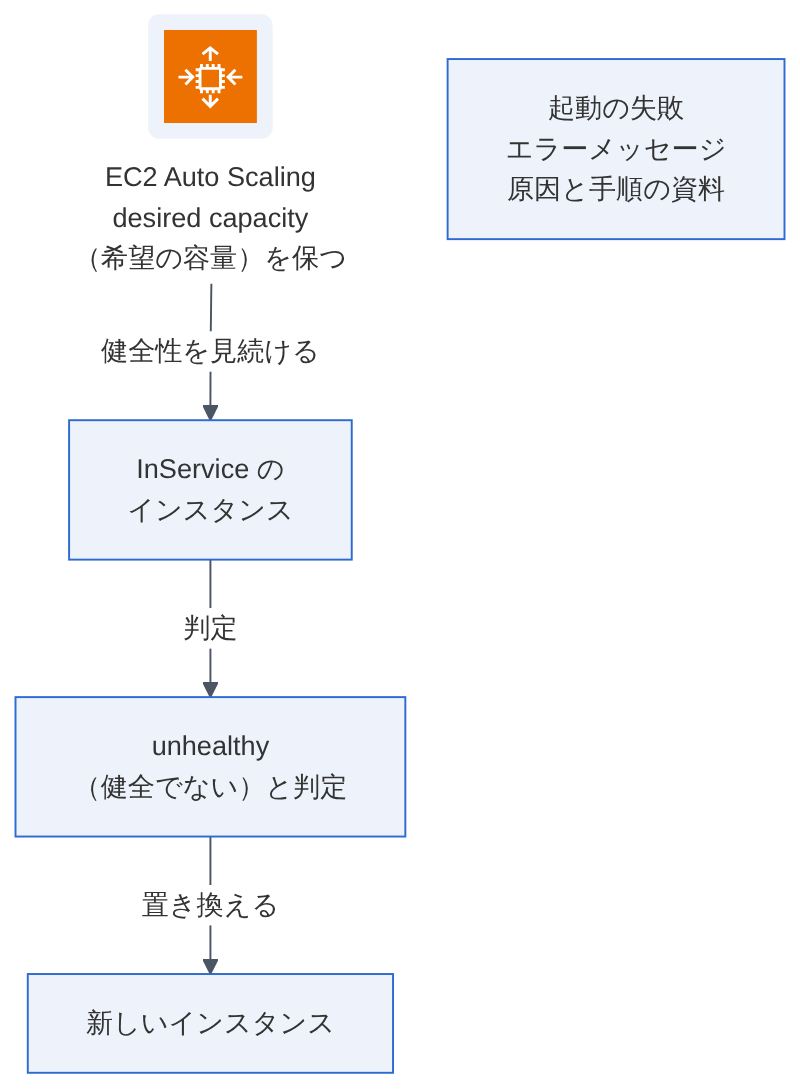 EC2 Auto Scaling
desired capacity
（希望の容量）を保つ
健全性を見続ける
InService の
インスタンス
判定
unhealthy
（健全でない）と判定
置き換える
新しいインスタンス
起動の失敗
エラーメッセージ
原因と手順の資料